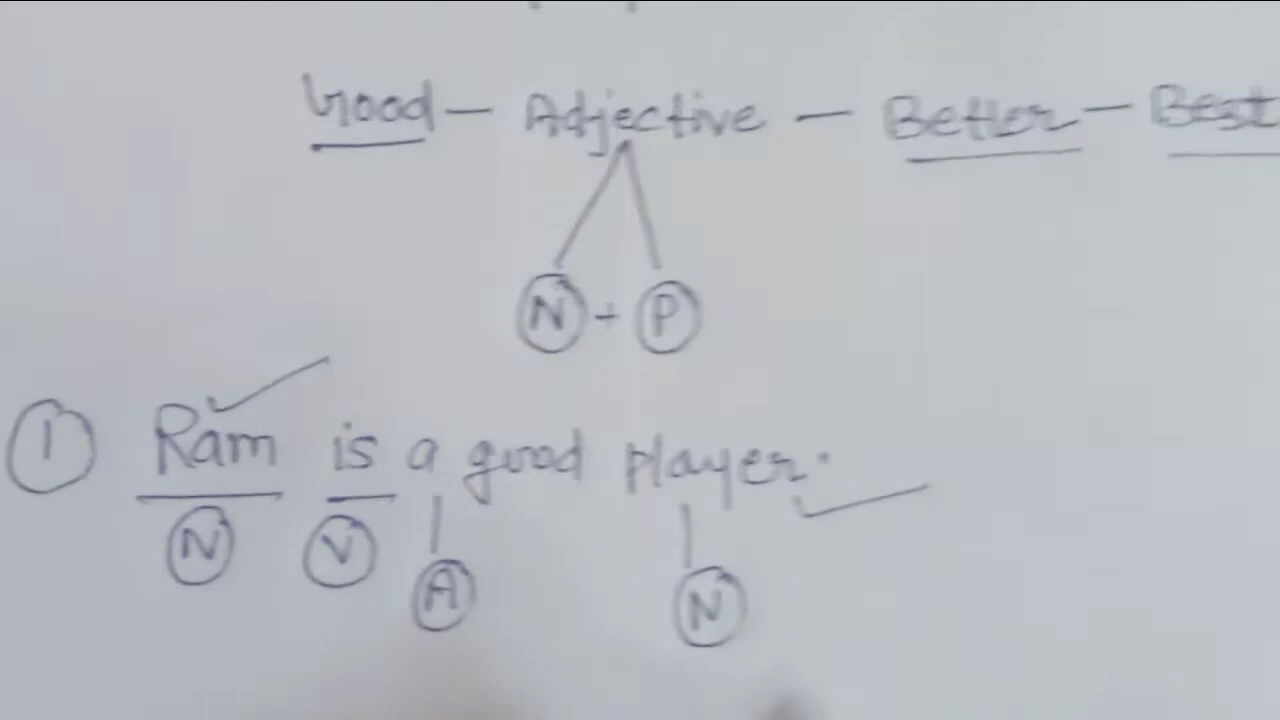 Good - Adjective - Better - Best
N + P
① Ram is a good player.
N V A N